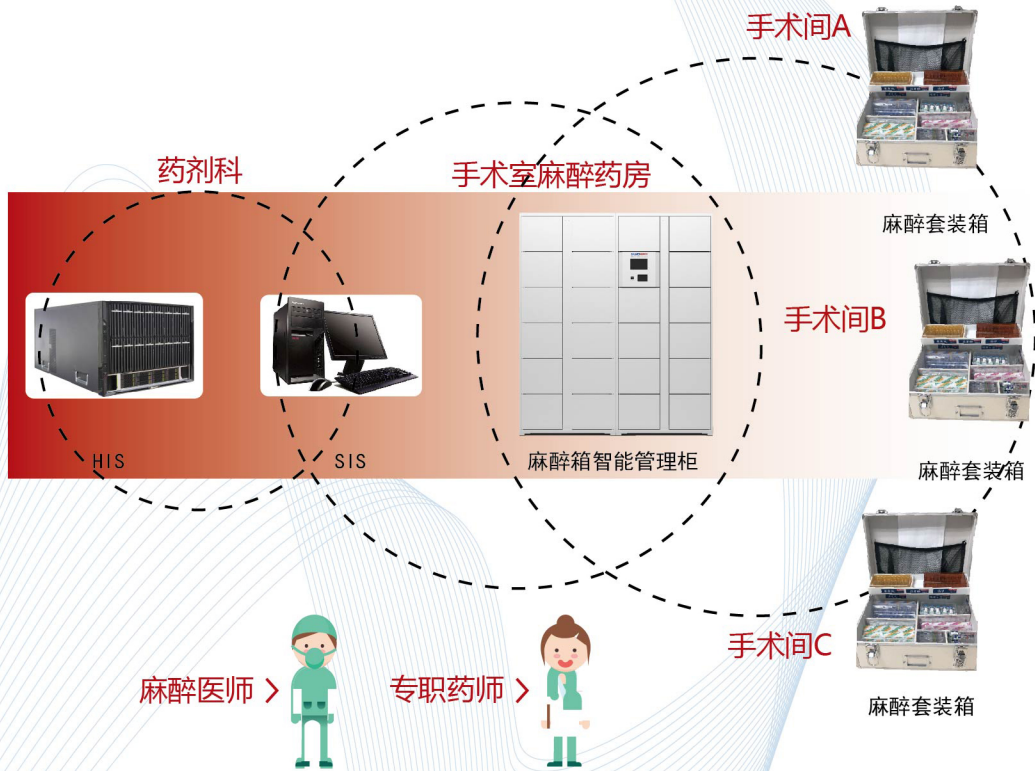 手术间A
药剂科
手术室麻醉药房
麻醉套装箱
手术间B
HIS
SIS
麻醉箱智能管理柜
麻醉套装箱
手术间C
麻醉医师 >
专职药师 >
麻醉套装箱